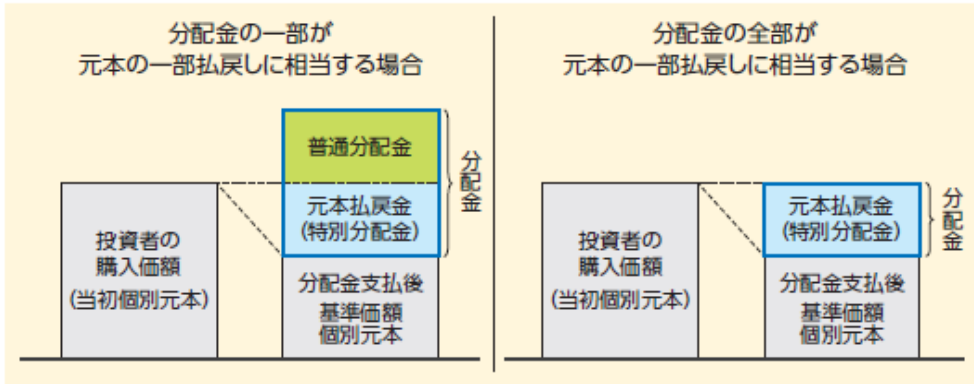 分配金の一部が
元本の一部払戻しに相当する場合
普通分配金
元本払戻金
(特別分配金)
分配金
投資者の
購入価額
(当初個別元本)
分配金支払後
基準価額
個別元本
分配金の全部が
元本の一部払戻しに相当する場合
元本払戻金
(特別分配金)
分配金
投資者の
購入価額
(当初個別元本)
分配金支払後
基準価額
個別元本